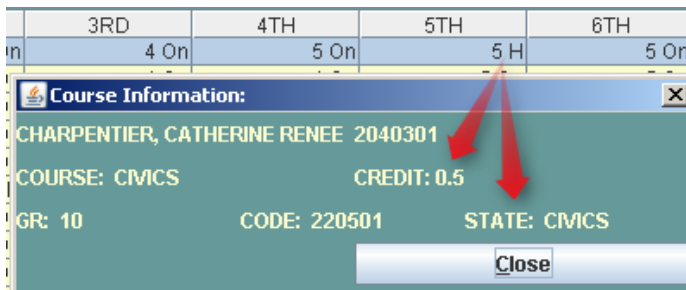 3RD 4TH 5TH 6TH
4 On 5 On 5 H 5 On
Course Information:
CHARPENTIER, CATHERINE RENEE 2040301
COURSE: CIVICS CREDIT: 0.5
GR: 10 CODE: 220501 STATE: CIVICS
Close